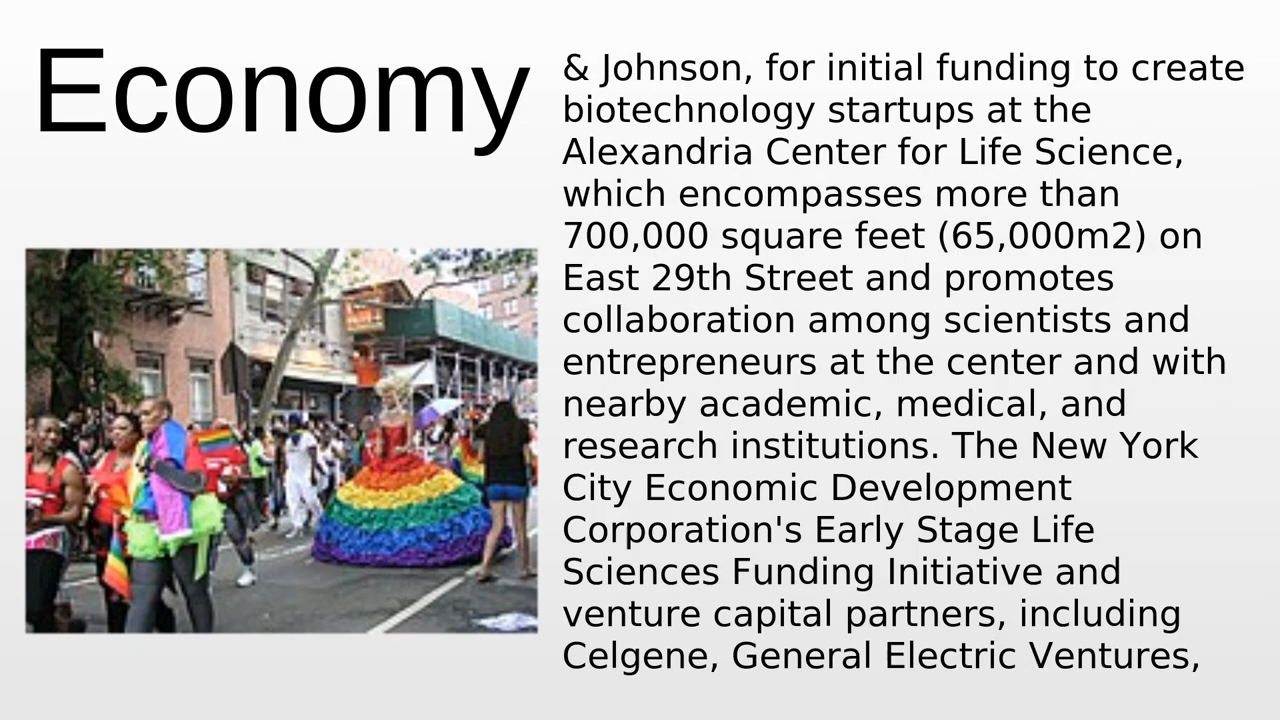 Economy
& Johnson, for initial funding to create
biotechnology startups at the
Alexandria Center for Life Science,
which encompasses more than
700,000 square feet (65,000m2) on
East 29th Street and promotes
collaboration among scientists and
entrepreneurs at the center and with
nearby academic, medical, and
research institutions. The New York
City Economic Development
Corporation's Early Stage Life
Sciences Funding Initiative and
venture capital partners, including
Celgene, General Electric Ventures,